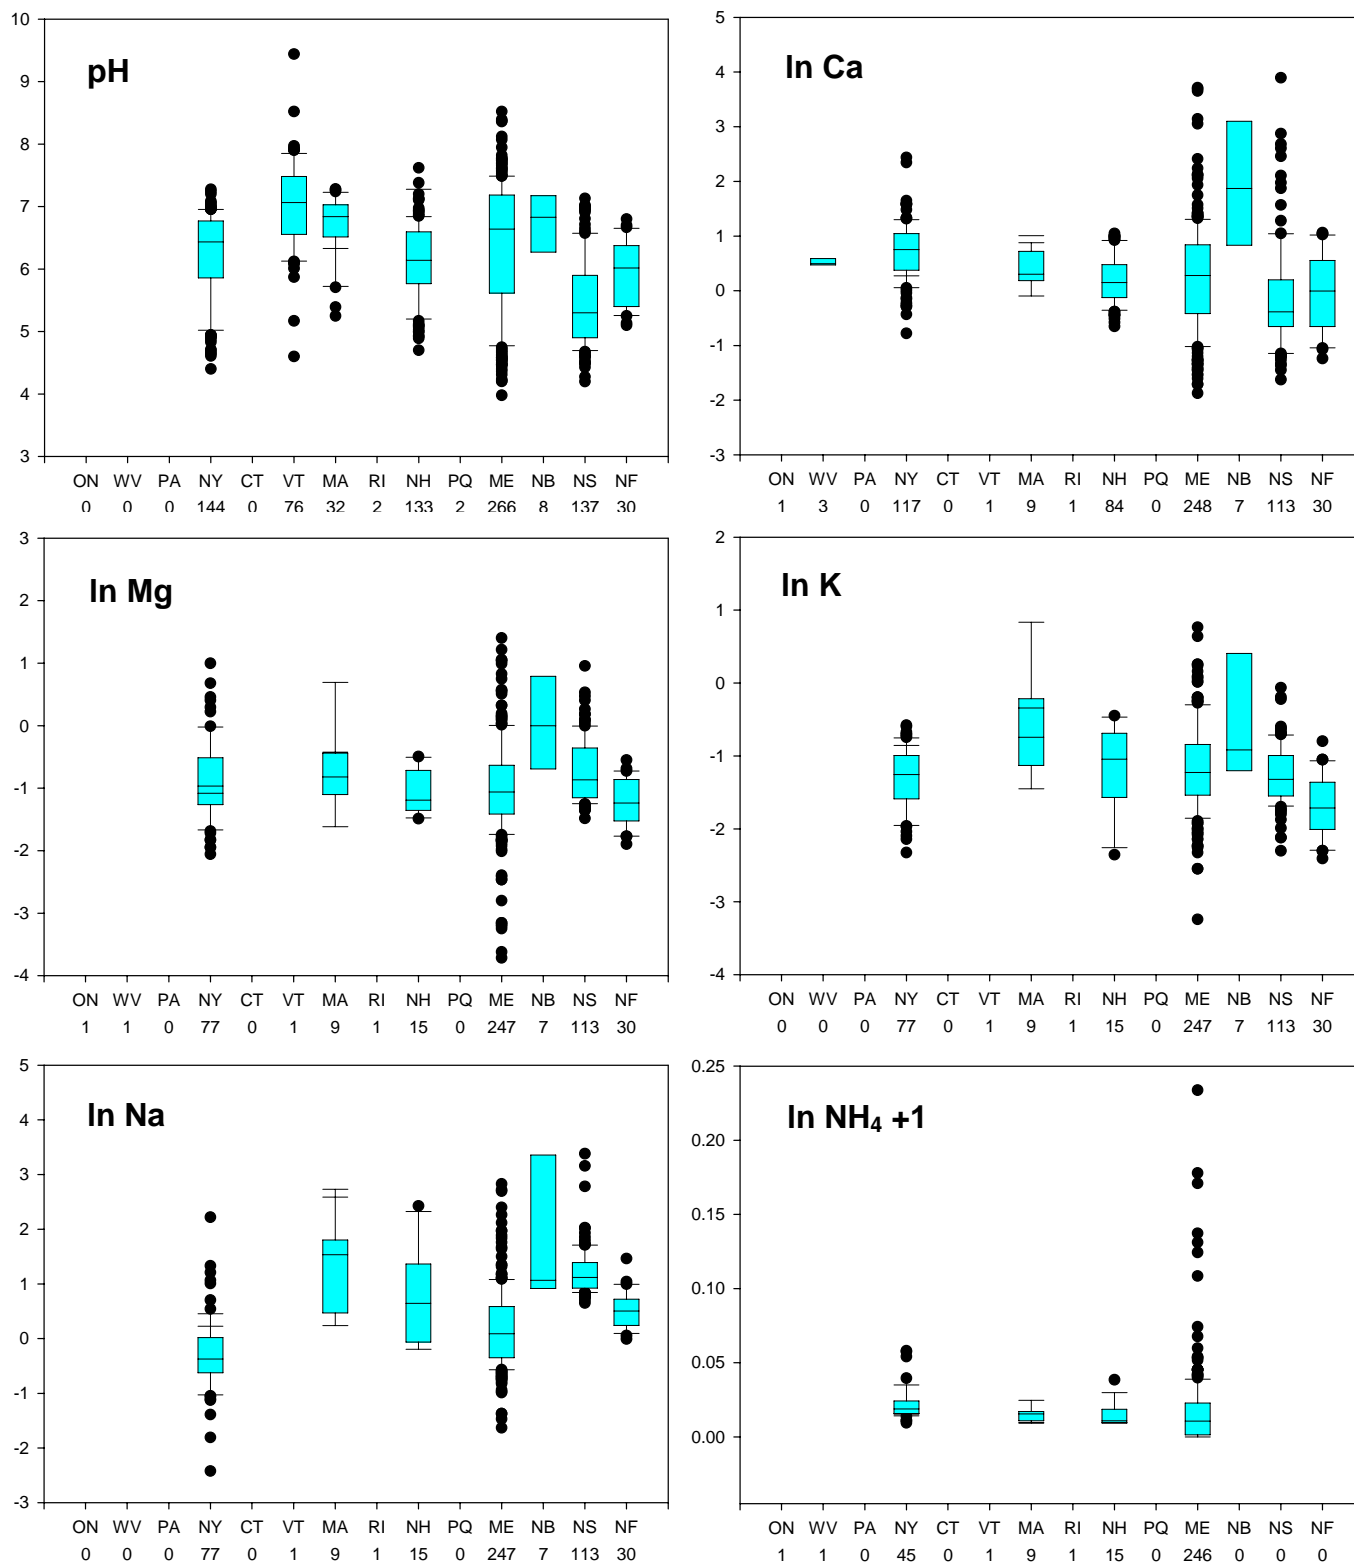 pH
10
9
8
7
6
5
4
3
ON WV PA NY CT VT MA RI NH PQ ME NB NS NF
0 0 0 144 0 76 32 2 133 2 266 8 137 30
ln Ca
5
4
3
2
1
0
-1
-2
-3
ON WV PA NY CT VT MA RI NH PQ ME NB NS NF
1 3 0 117 0 1 9 1 84 0 248 7 113 30
ln Mg
3
2
1
0
-1
-2
-3
-4
ON WV PA NY CT VT MA RI NH PQ ME NB NS NF
1 1 0 77 0 1 9 1 15 0 247 7 113 30
ln K
2
1
0
-1
-2
-4
ON WV PA NY CT VT MA RI NH PQ ME NB NS NF
0 0 0 77 0 1 9 1 15 0 247 7 113 30
ln Na
5
4
3
2
1
0
-1
-2
-3
ON WV PA NY CT VT MA RI NH PQ ME NB NS NF
0 0 0 77 0 1 9 1 15 0 247 7 113 30
ln NH₄ +1
0.25
0.20
0.15
0.10
0.05
0.00
ON WV PA NY CT VT MA RI NH PQ ME NB NS NF
1 1 0 45 0 1 9 1 15 0 246 0 0 0